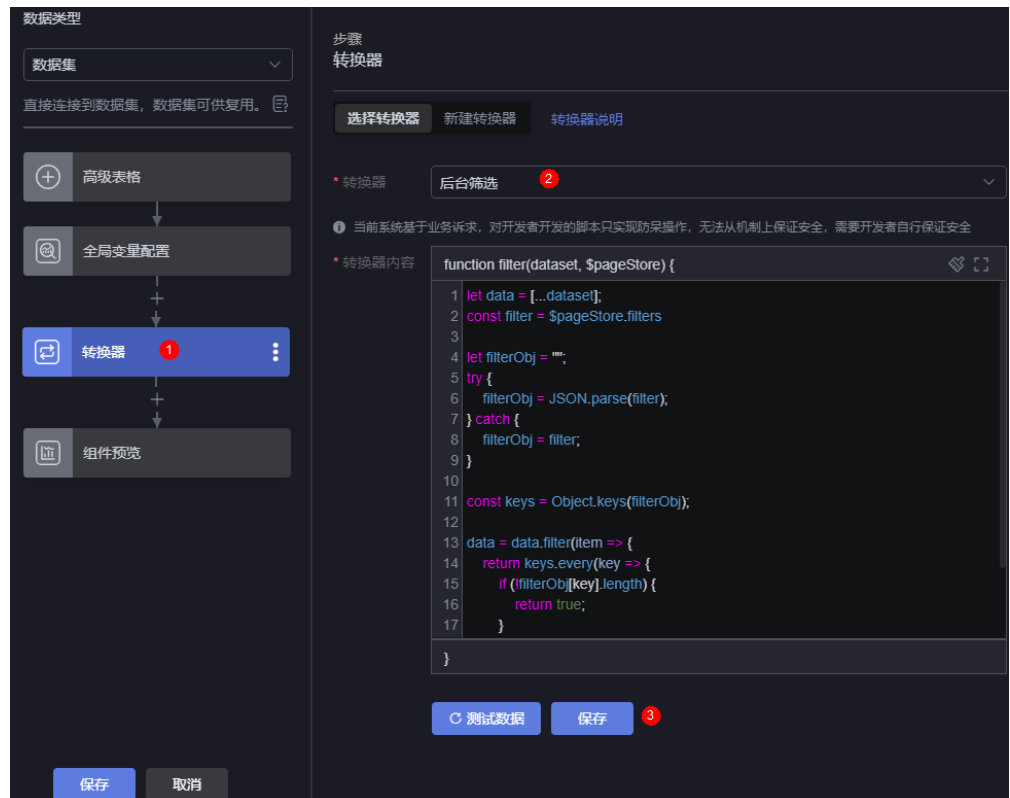 数据类型
数据集
直接连接到数据集，数据集可供复用。
高级表格
全局变量配置
转换器 1
组件预览
保存 取消
步骤
转换器
选择转换器 新建转换器 转换器说明
* 转换器 后台筛选 2
当前系统基于业务诉求，对开发者开发的脚本只实现防呆操作，无法从机制上保证安全，需要开发者自行保证安全
* 转换器内容 function filter(dataset, $pageStore) {
1 let data = [...dataset];
2 const filter = $pageStore.filters
3
4 let filterObj = "";
5 try {
6 filterObj = JSON.parse(filter);
7 } catch {
8 filterObj = filter;
9 }
10
11 const keys = Object.keys(filterObj);
12
13 data = data.filter(item => {
14 return keys.every(key => {
15 if (!filterObj[key].length) {
16 return true;
17 }
}
测试数据 保存 3